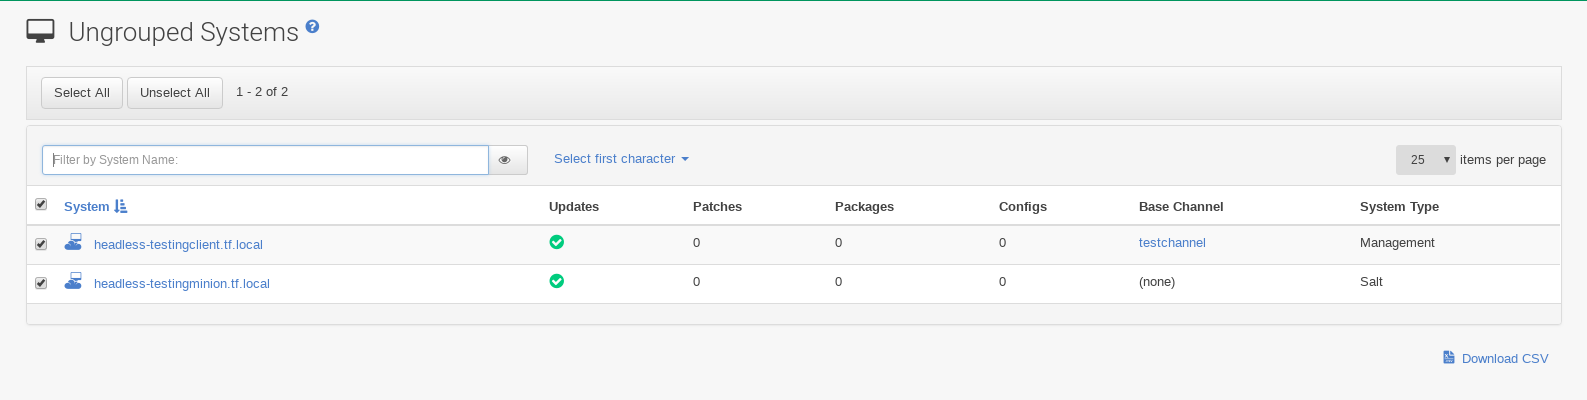 Ungrouped Systems
Select All Unselect All 1 - 2 of 2
Filter by System Name: Select first character 25 items per page
System Updates Patches Packages Configs Base Channel System Type
headless-testingclient.tf.local 0 0 0 testchannel Management
headless-testingminion.tf.local 0 0 0 (none) Salt
Download CSV